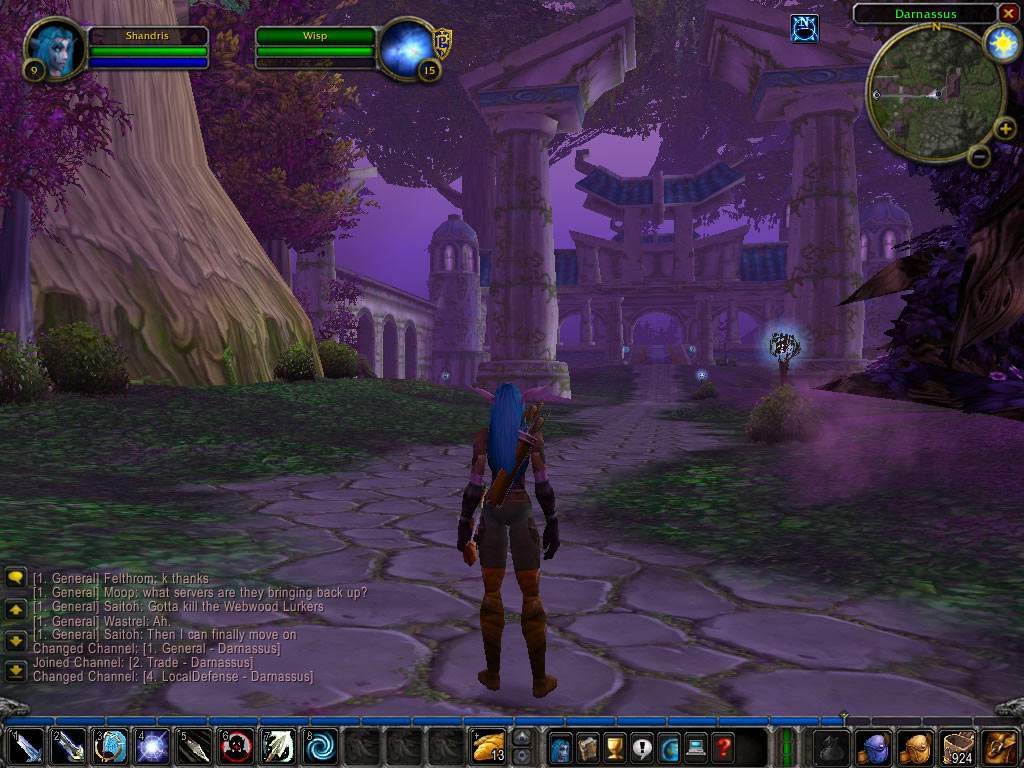 Shandris
9
Wisp
15
N
Darnassus
N
[1. General] Felthrom: k thanks
[1. General] Moop: what servers are they bringing back up?
[1. General] Saitoh: Gotta kill the Webwood Lurkers
[1. General] Wastrel: Ah.
[1. General] Saitoh: Then I can finally move on
Changed Channel: [1. General - Darnassus]
Joined Channel: [2. Trade - Darnassus]
Changed Channel: [4. LocalDefense - Darnassus]
1 2 3 4 5 6 7 8 13 924